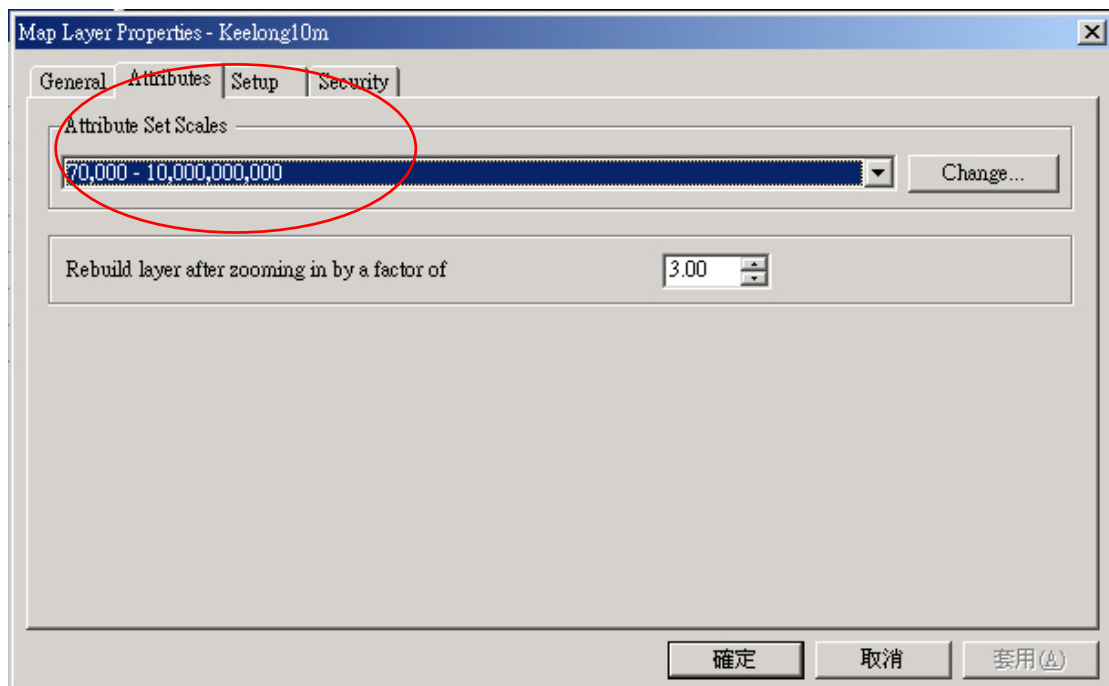 Map Layer Properties - Keelong10m
General Attributes Setup Security
Attribute Set Scales
70,000 - 10,000,000,000 Change...
Rebuild layer after zooming in by a factor of 3.00
確定 取消 套用(A)